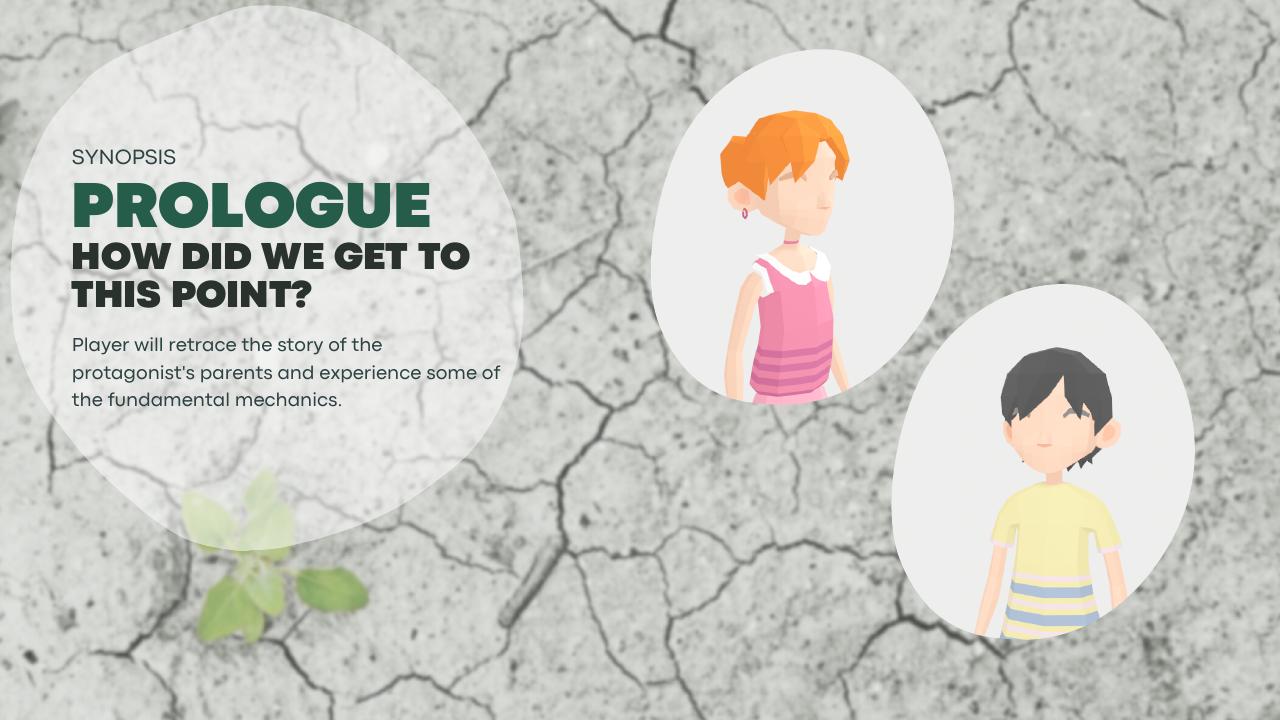 SYNOPSIS
PROLOGUE
HOW DID WE GET TO
THIS POINT?
Player will retrace the story of the
protagonist's parents and experience some of
the fundamental mechanics.